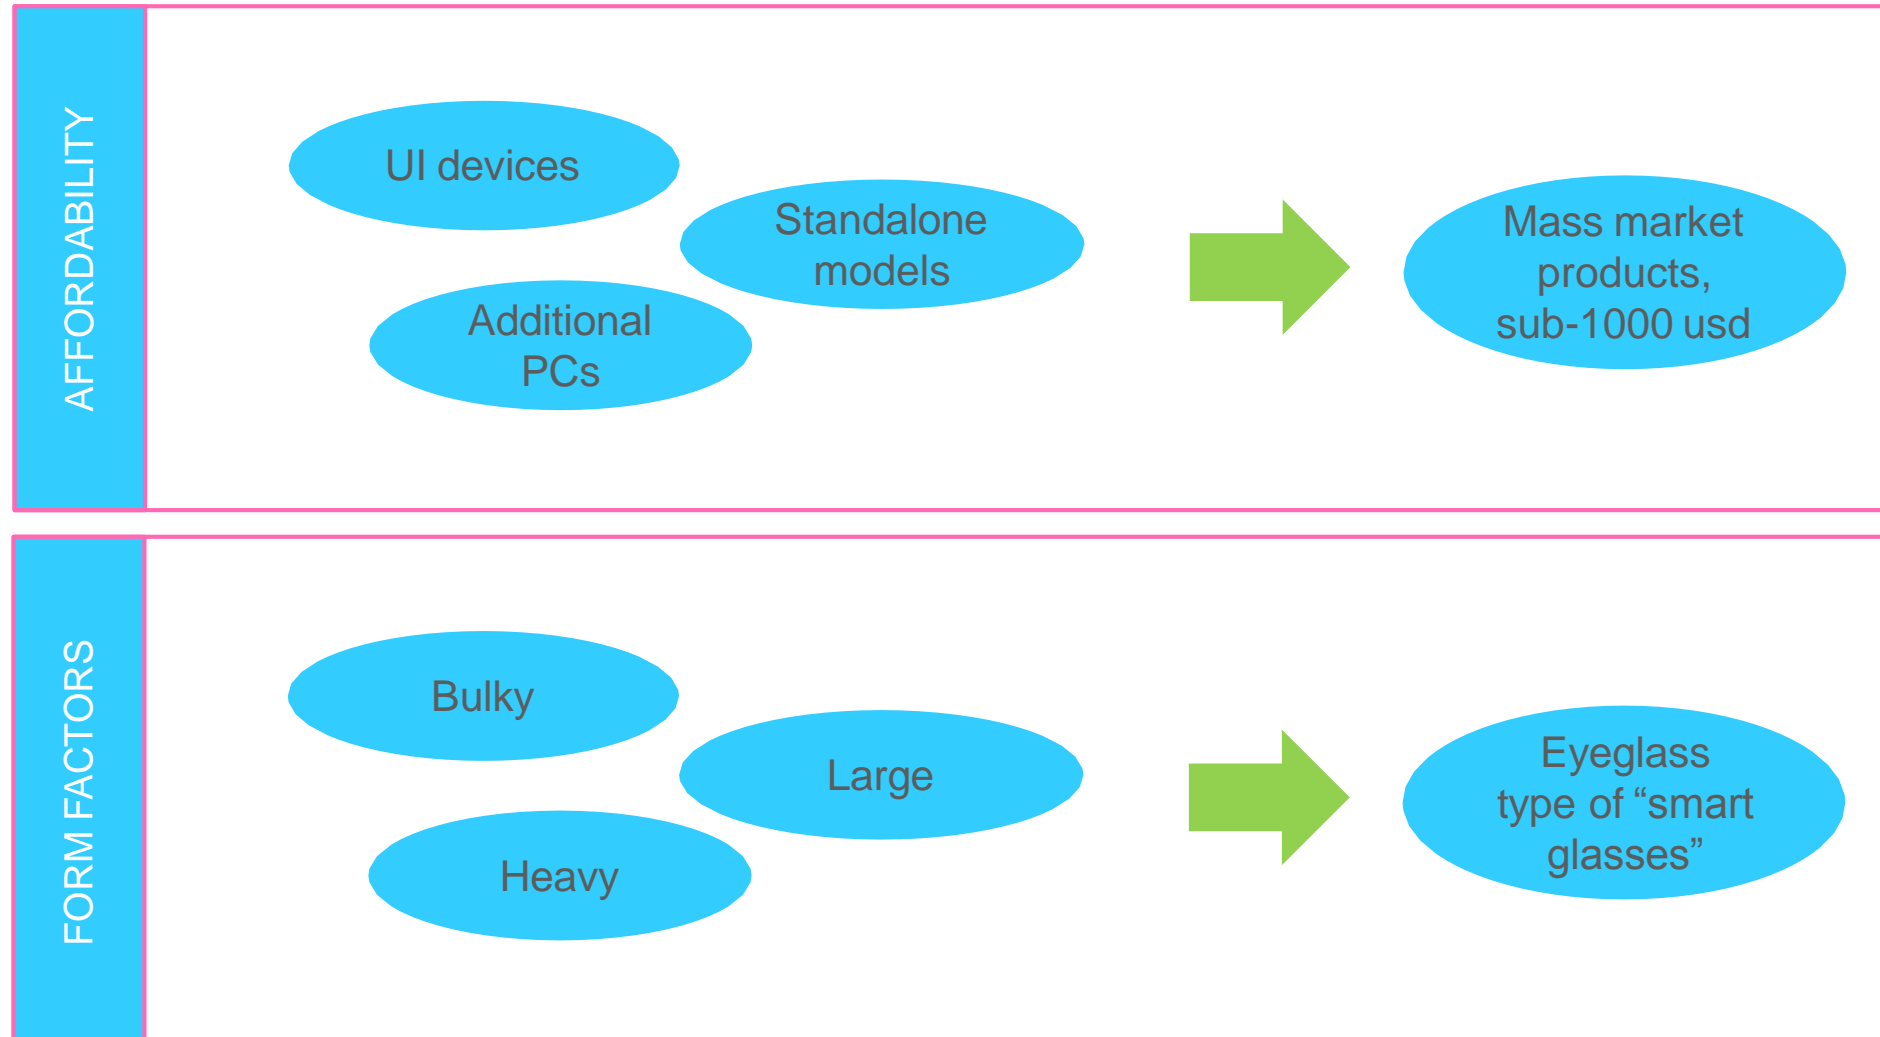 AFFORDABILITY
UI devices
Standalone
models
Additional
PCs
Mass market
products,
sub-1000 usd
FORM FACTORS
Bulky
Large
Heavy
Eyeglass
type of “smart
glasses”